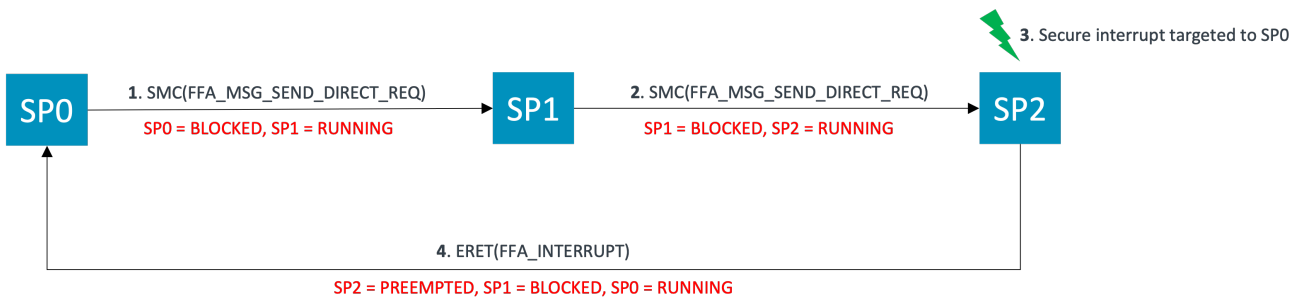 3. Secure interrupt targeted to SP0
SP0
1. SMC(FFA_MSG_SEND_DIRECT_REQ)
SP0 = BLOCKED, SP1 = RUNNING
SP1
2. SMC(FFA_MSG_SEND_DIRECT_REQ)
SP1 = BLOCKED, SP2 = RUNNING
SP2
4. ERET(FFA_INTERRUPT)
SP2 = PREEMPTED, SP1 = BLOCKED, SP0 = RUNNING